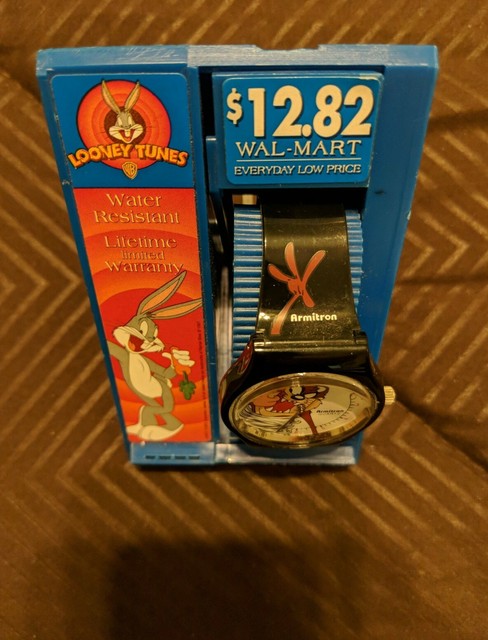 LOONEY TUNES
WB
Water
Resistant
Lifetime
limited
Warranty
$12.82
WAL-MART
EVERYDAY LOW PRICE
Armitron
Armitron